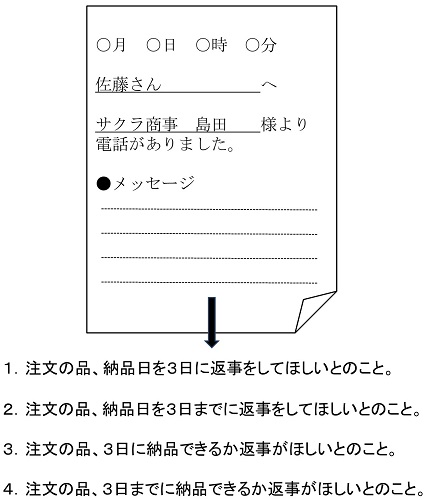 ○月　○日　○時　○分
佐藤さん　へ
サクラ商事　島田　様より
電話がありました。
●メッセージ
1．注文の品、納品日を３日に返事をしてほしいとのこと。
2．注文の品、納品日を３日までに返事をしてほしいとのこと。
3．注文の品、３日に納品できるか返事がほしいとのこと。
4．注文の品、３日までに納品できるか返事がほしいとのこと。